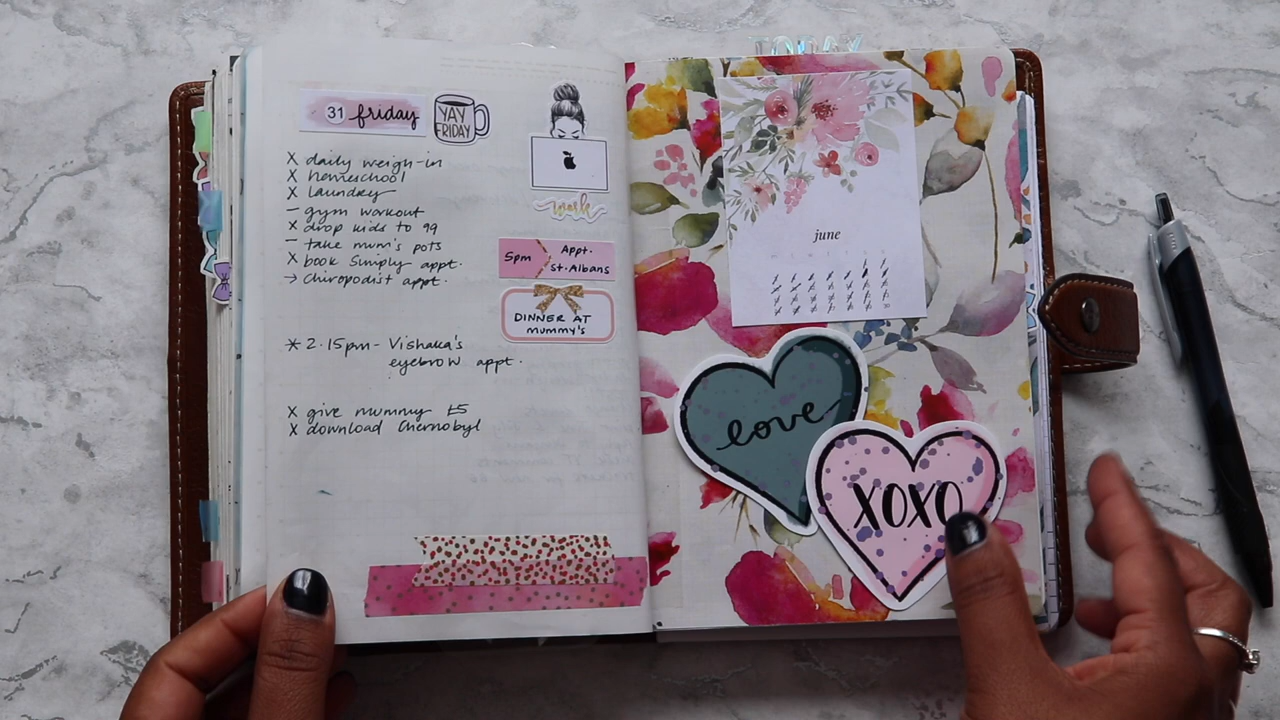 TODAY
31 friday
YAY
FRIDAY
X daily weigh-in
X homeschool
X laundry
– gym workout
X drop kids to 99
– take mum's pots
X book Simply appt.
→ chiropodist appt.
work
5pm
Appt.
St. Albans
DINNER AT
MUMMY'S
* 2.15pm - Vishaka's
eyebrow appt.
X give mummy £5
X download Chernobyl
june
love
XOXO